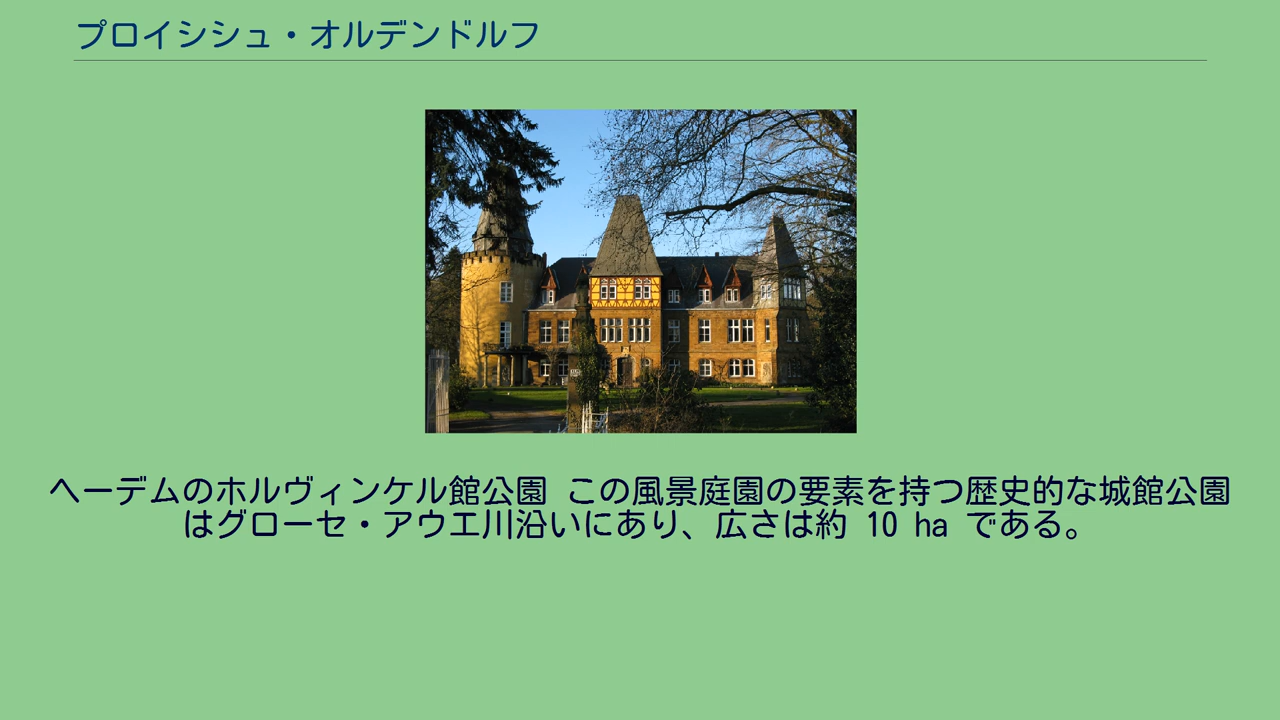 プロイシシュ・オルデンドルフ
ヘーデムのホルヴィンケル館公園 この風景庭園の要素を持つ歴史的な城館公園
はグローセ・アウエ川沿いにあり、広さは約 10 ha である。